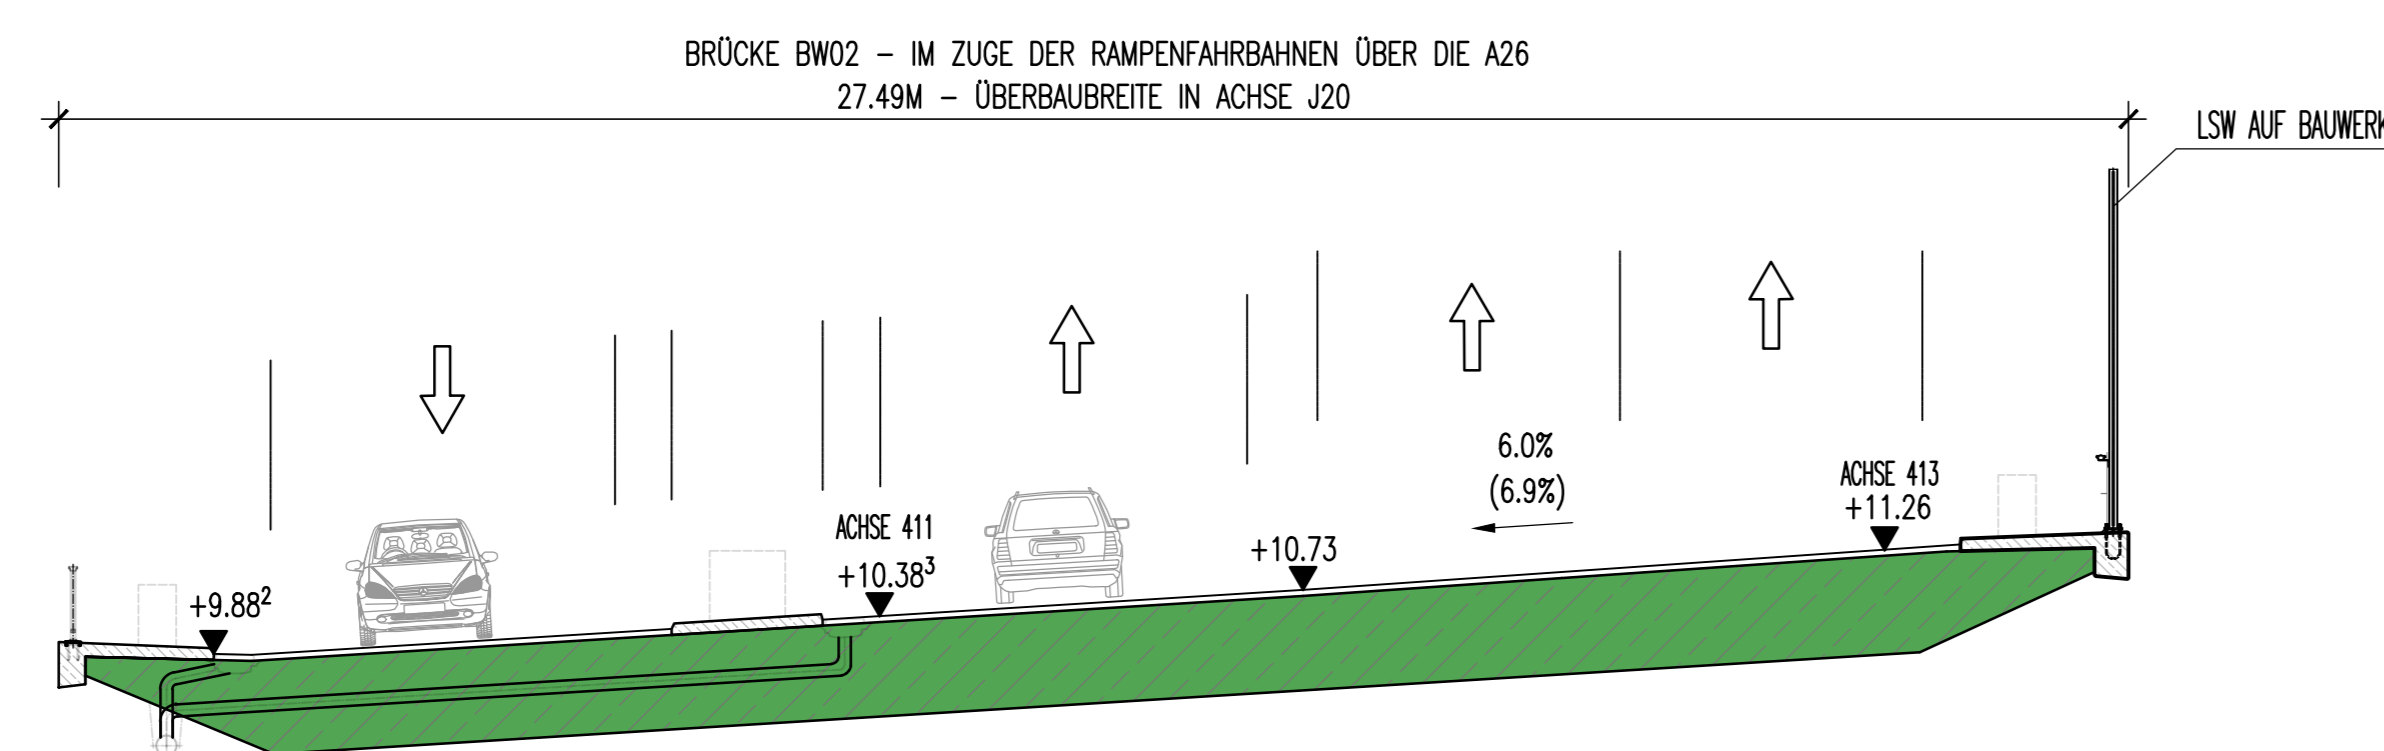 BRÜCKE BW02 – IM ZUGE DER RAMPENFAHRBAHNEN ÜBER DIE A26
27.49M – ÜBERBAUBREITE IN ACHSE J20
LSW AUF BAUWERK
6.0%
(6.9%)
ACHSE 413
+11.26
ACHSE 411
+10.38³
+10.73
+9.88²